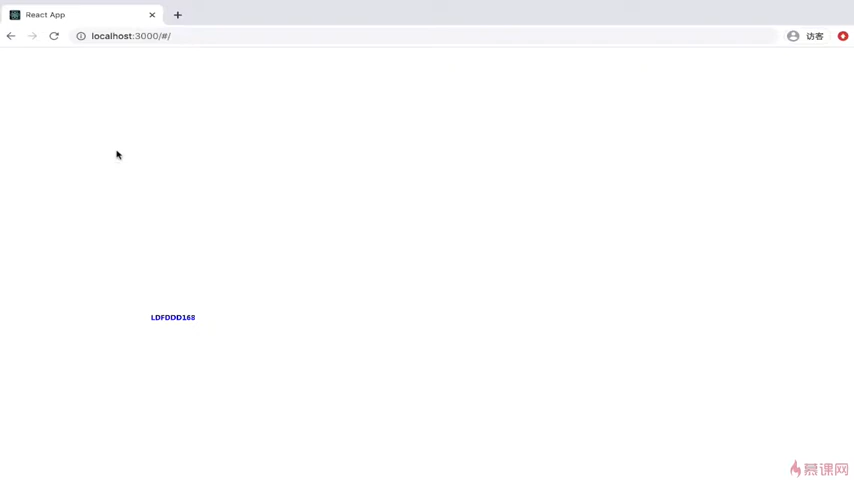 React App
localhost:3000/#/
访客
LDFDDD168
慕课网